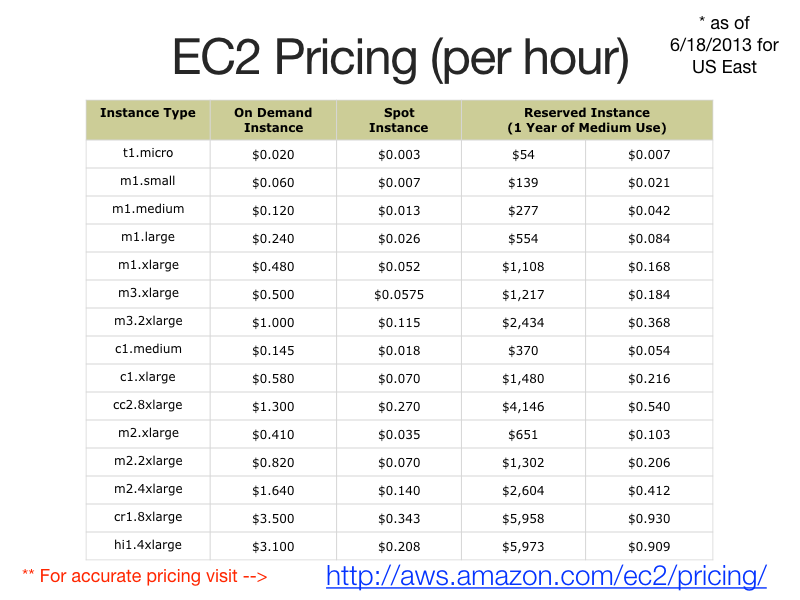 * as of
6/18/2013 for
US East
EC2 Pricing (per hour)
Instance Type On Demand Instance Spot Instance Reserved Instance (1 Year of Medium Use)
t1.micro $0.020 $0.003 $54 $0.007
m1.small $0.060 $0.007 $139 $0.021
m1.medium $0.120 $0.013 $277 $0.042
m1.large $0.240 $0.026 $554 $0.084
m1.xlarge $0.480 $0.052 $1,108 $0.168
m3.xlarge $0.500 $0.0575 $1,217 $0.184
m3.2xlarge $1.000 $0.115 $2,434 $0.368
c1.medium $0.145 $0.018 $370 $0.054
c1.xlarge $0.580 $0.070 $1,480 $0.216
cc2.8xlarge $1.300 $0.270 $4,146 $0.540
m2.xlarge $0.410 $0.035 $651 $0.103
m2.2xlarge $0.820 $0.070 $1,302 $0.206
m2.4xlarge $1.640 $0.140 $2,604 $0.412
cr1.8xlarge $3.500 $0.343 $5,958 $0.930
hi1.4xlarge $3.100 $0.208 $5,973 $0.909
** For accurate pricing visit --> http://aws.amazon.com/ec2/pricing/